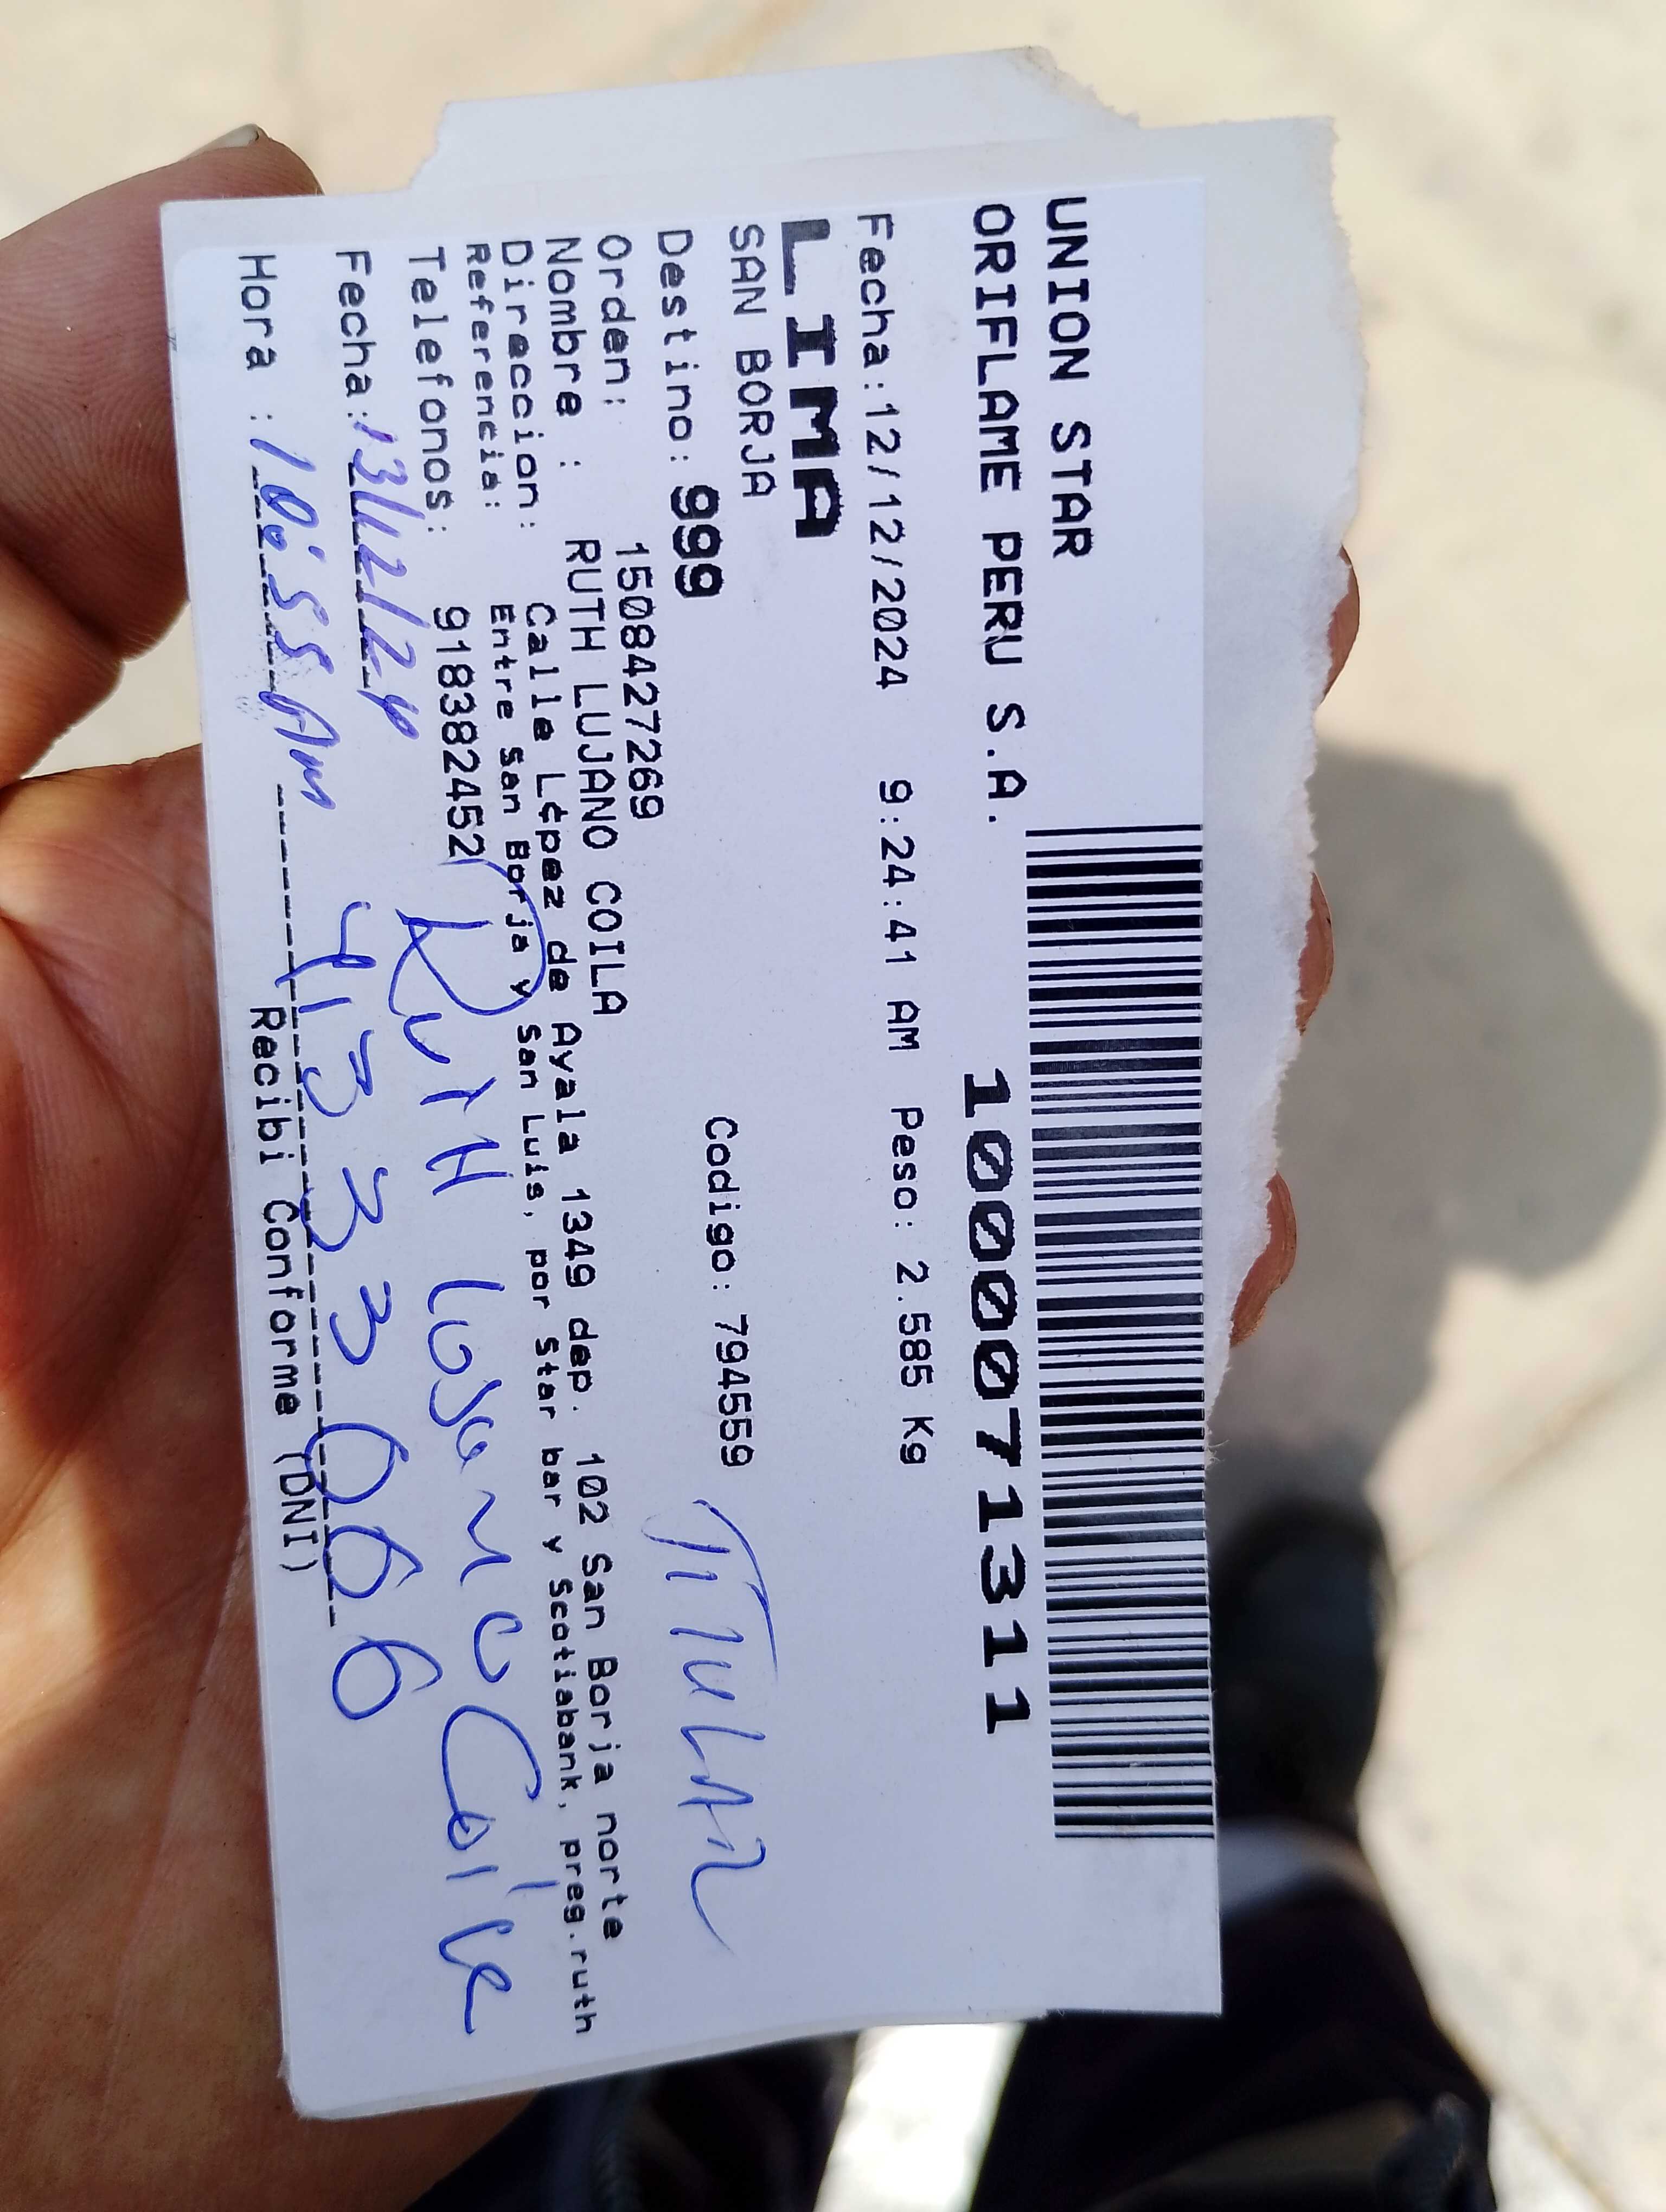 UNION STAR
ORIFLAME PERU S.A.
1000071311
Fecha:12/12/2024 9:24:41 AM Peso: 2.585 Kg
LIMA
SAN BORJA
Codigo: 794559
Destino: 999
TITULAR
Orden: 1508427269
Nombre : RUTH LUJANO COILA
Direccion: Calle L¢pez de Ayala 1349 dep. 102 San Borja norte
Referencia: Entre San Borja y San Luis, por Star bar y Scotiabank, preg.ruth
Telefonos: 918382452
Ruth Lujano Coila
Fecha: 13/12/24
41333066
Hora : 10:55 Am
Recibi Conforme (DNI)